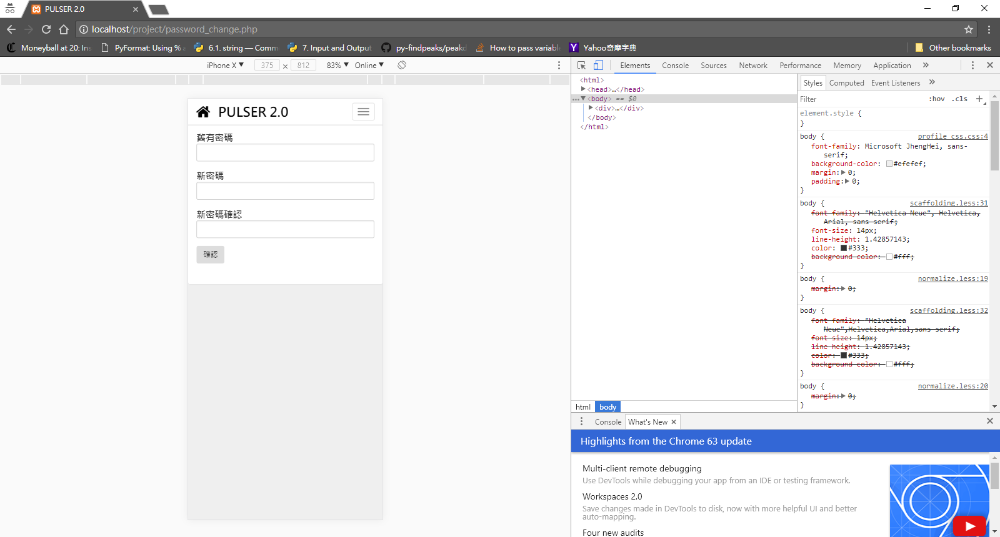 PULSER 2.0
localhost/project/password_change.php
Moneyball at 20: Ins
PyFormat: Using % a
6.1. string — Comm
7. Input and Output
py-findpeaks/peakd
How to pass variabl
Yahoo奇摩字典
Other bookmarks
iPhone X ▼ 375 × 812 83% ▼ Online ▼
PULSER 2.0
舊有密碼
新密碼
新密碼確認
確認
Elements Console Sources Network Performance Memory Application »
<html>
▶<head>…</head>
…▼<body> == $0
▶<div>…</div>
</body>
</html>
html body
Styles Computed Event Listeners »
Filter :hov .cls +
element.style {
}
body { profile css.css:4
font-family: Microsoft JhengHei, sans-
serif;
background-color: #efefef;
margin:▶ 0;
padding:▶ 0;
}
body { scaffolding.less:31
font-family: "Helvetica Neue", Helvetica,
Arial, sans-serif;
font-size: 14px;
line-height: 1.42857143;
color: #333;
background-color: #fff;
}
body { normalize.less:19
margin:▶ 0;
}
body { scaffolding.less:32
font-family: "Helvetica
Neue",Helvetica,Arial,sans-serif;
font-size: 14px;
line-height: 1.42857143;
color: #333;
background-color: #fff;
}
body { normalize.less:20
margin:▶ 0;
}
Console What's New ×
Highlights from the Chrome 63 update
Multi-client remote debugging
Use DevTools while debugging your app from an IDE or testing framework.
Workspaces 2.0
Save changes made in DevTools to disk, now with more helpful UI and better
auto-mapping.
Four new audits